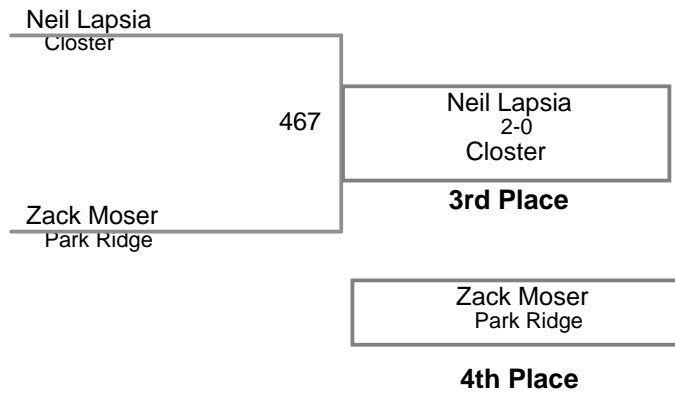 Neil Lapsia
Closter
467
Neil Lapsia
2-0
Closter
3rd Place
Zack Moser
Park Ridge
Zack Moser
Park Ridge
4th Place